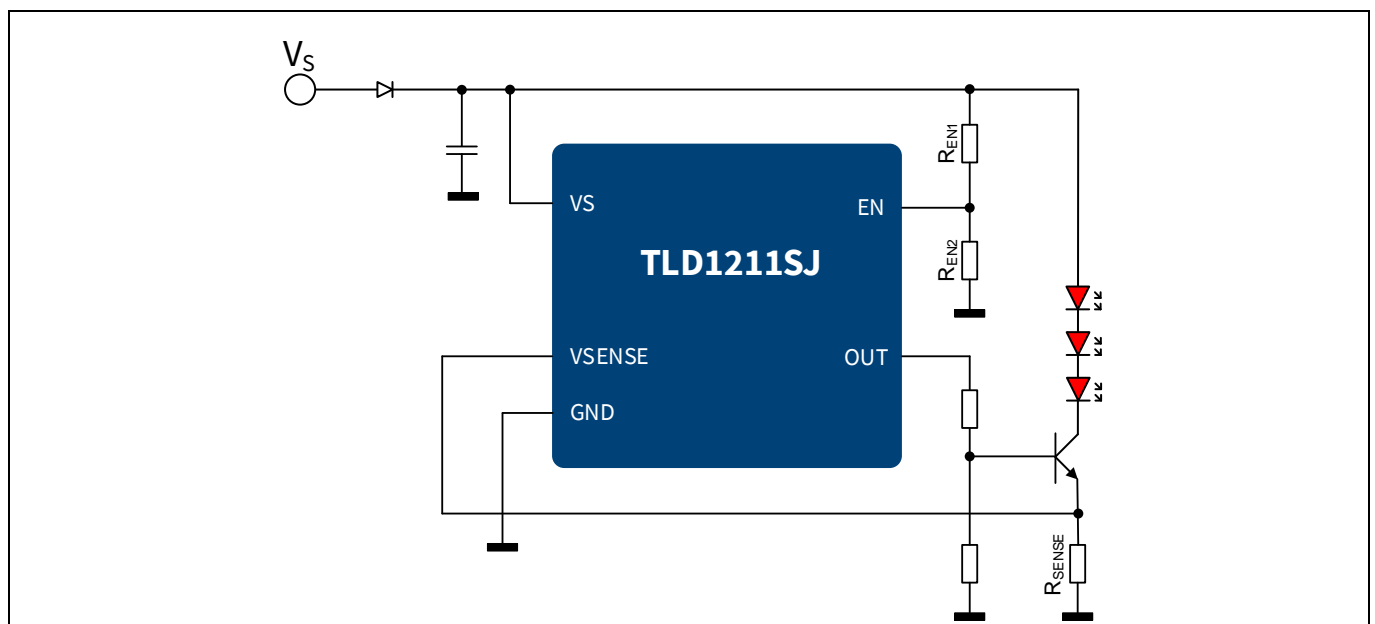 VS
REN1
VS
EN
REN2
TLD1211SJ
VSENSE
OUT
GND
RSENSE